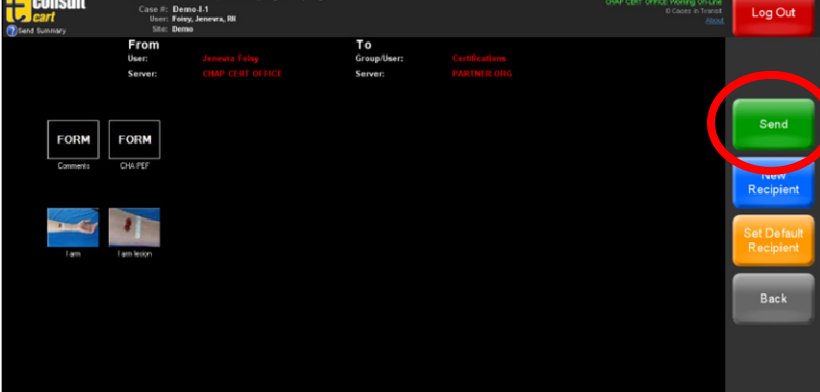 consult
cart
Send Summary
Case #: Demo-8-1
User: Foisy, Jenevra, RII
Site: Demo
CHAP CERT OFFICE Working On-Line
0 Cases in Transit
About
Log Out
From
User: Jenevra Foisy
Server: CHAP CERT OFFICE
To
Group/User: Certifications
Server: PARTNER ORG
FORM
Comments
FORM
CHA PEF
l arm
l arm lesion
Send
New
Recipient
Set Default
Recipient
Back